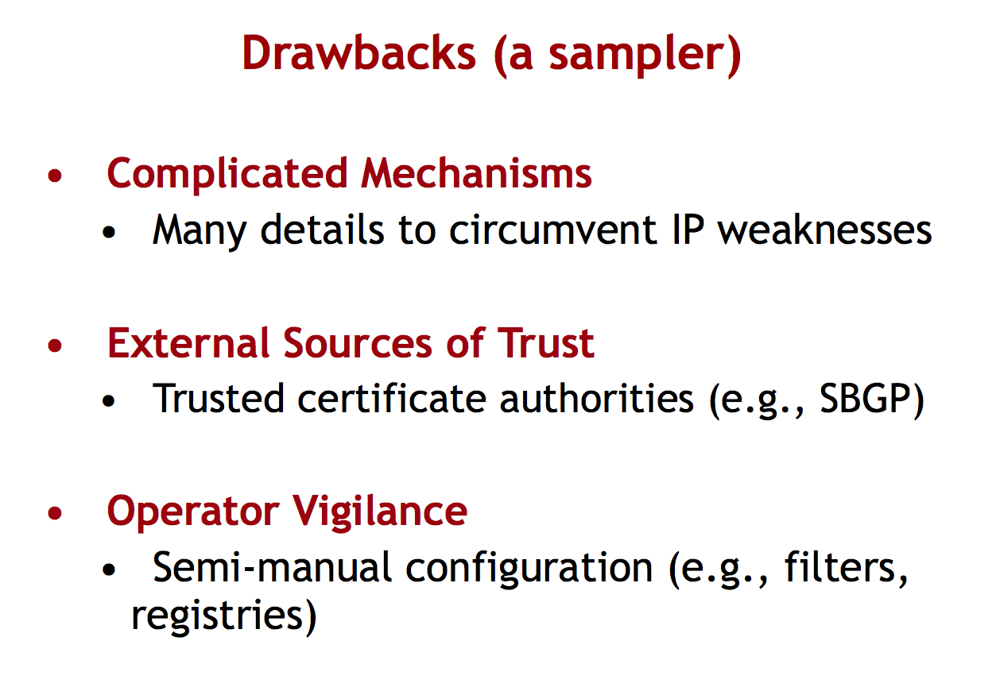 Drawbacks (a sampler)
• Complicated Mechanisms
• Many details to circumvent IP weaknesses
• External Sources of Trust
• Trusted certificate authorities (e.g., SBGP)
• Operator Vigilance
• Semi-manual configuration (e.g., filters,
registries)